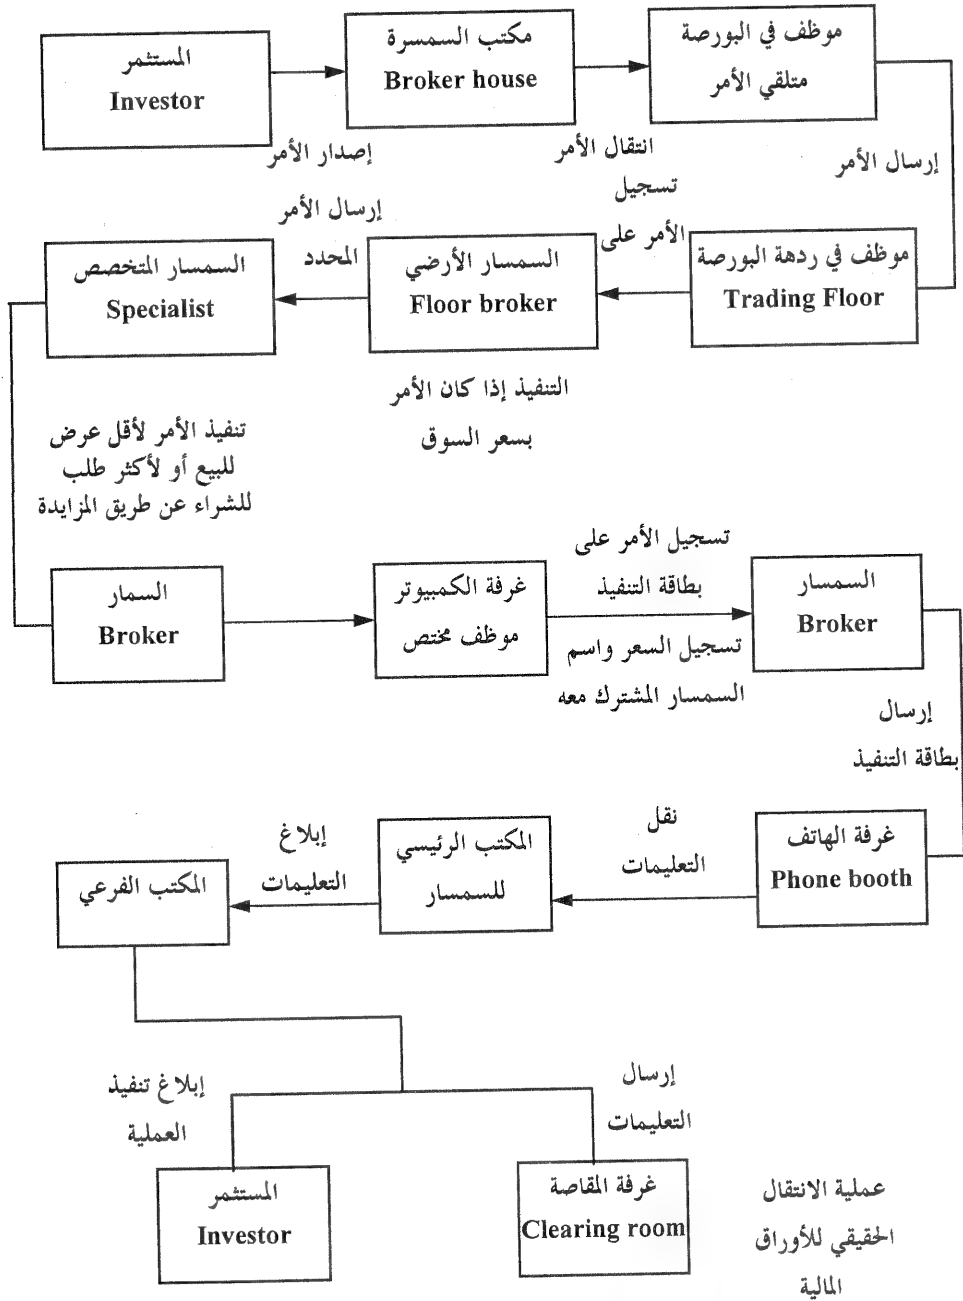 المستثمر
Investor
مكتب السمسرة
Broker house
موظف في البورصة
متلقي الأمر
إصدار الأمر
انتقال الأمر
إرسال الأمر
موظف في ردهة البورصة
Trading Floor
تسجيل
الأمر على
السمسار الأرضي
Floor broker
إرسال الأمر
المحدد
السمسار المتخصص
Specialist
التنفيذ إذا كان الأمر
بسعر السوق
تنفيذ الأمر لأقل عرض
للبيع أو لأكثر طلب
للشراء عن طريق المزايدة
السمار
Broker
غرفة الكمبيوتر
موظف مختص
تسجيل الأمر على
بطاقة التنفيذ
تسجيل السعر واسم
السمسار المشترك معه
السمسار
Broker
إرسال
بطاقة التنفيذ
غرفة الهاتف
Phone booth
نقل
التعليمات
المكتب الرئيسي
للسمسار
إبلاغ
التعليمات
المكتب الفرعي
إبلاغ تنفيذ
العملية
إرسال
التعليمات
المستثمر
Investor
غرفة المقاصة
Clearing room
عملية الانتقال
الحقيقي للأوراق
المالية